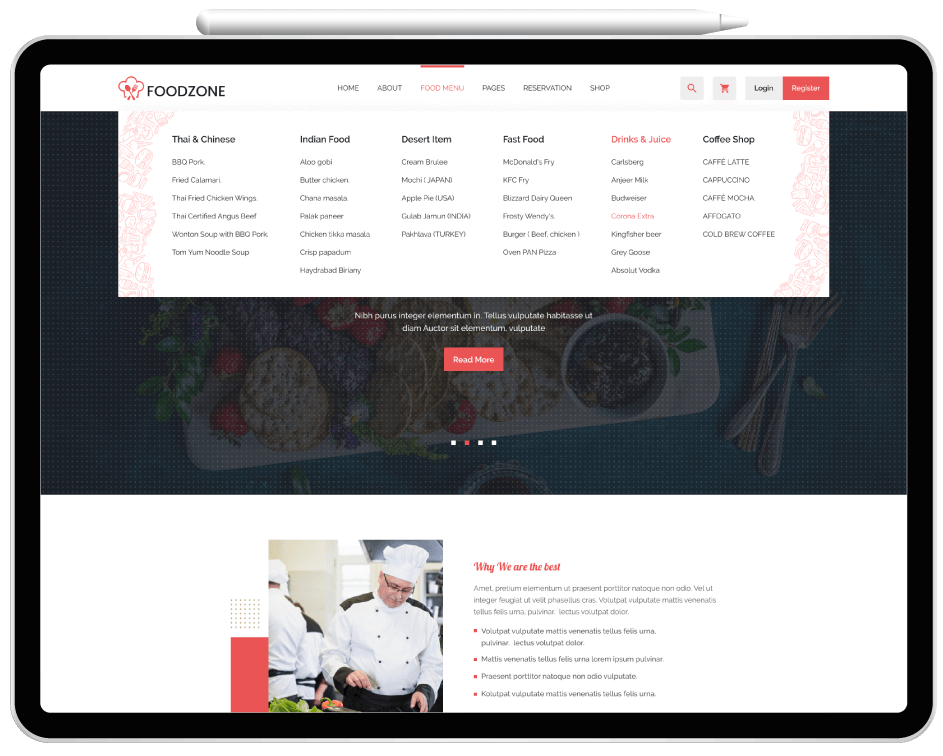 FOODZONE
HOME ABOUT FOOD MENU PAGES RESERVATION SHOP
Login Register
Thai & Chinese
BBQ Pork.
Fried Calamari.
Thai Fried Chicken Wings.
Thai Certified Angus Beef
Wonton Soup with BBQ Pork.
Tom Yum Noodle Soup
Indian Food
Aloo gobi
Butter chicken.
Chana masala.
Palak paneer
Chicken tikka masala
Crisp papadum
Haydrabad Biriany
Desert Item
Cream Brulee
Mochi ( JAPAN)
Apple Pie (USA)
Gulab Jamun (INDIA)
Pakhlava (TURKEY)
Fast Food
McDonald's Fry
KFC Fry
Blizzard Dairy Queen
Frosty Wendy's.
Burger ( Beef, chicken )
Oven PAN Pizza
Drinks & Juice
Carlsberg
Anjeer Milk
Budweiser
Corona Extra
Kingfisher beer
Grey Goose
Absolut Vodka
Coffee Shop
CAFFÉ LATTE
CAPPUCCINO
CAFFÉ MOCHA
AFFOGATO
COLD BREW COFFEE
Nibh purus integer elementum in. Tellus vulputate habitasse ut
diam Auctor sit elementum, vulputate
Read More
Why We are the best
Amet, pretium elementum ut praesent porttitor natoque non odio. Vel ut
integer feugiat ut velit phasellus cras. Volutpat vulputate mattis venenatis
tellus felis urna, pulvinar. lectus volutpat dolor.
Volutpat vulputate mattis venenatis tellus felis urna,
pulvinar. lectus volutpat dolor.
Mattis venenatis tellus felis urna lorem ipsum pulvinar.
Praesent porttitor natoque non odio vulputate.
Kolutpat vulputate mattis venenatis tellus felis urna.